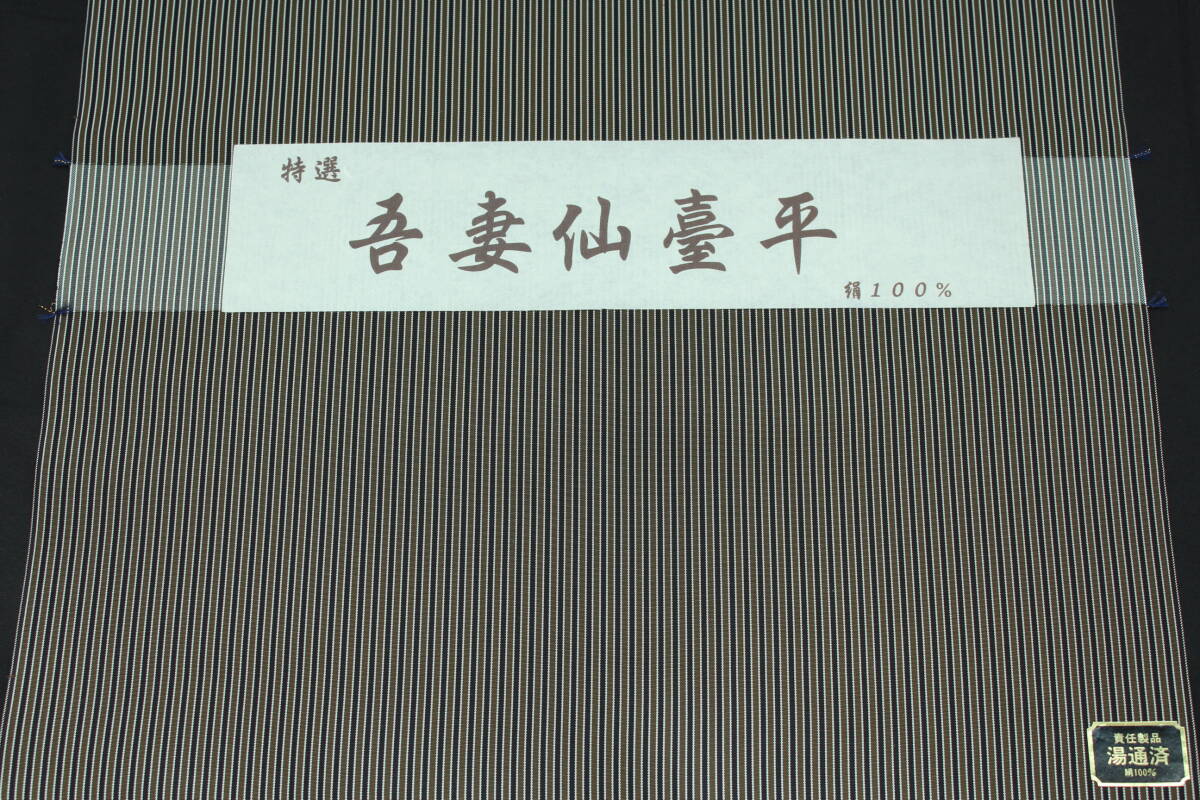 特選
吾妻仙臺平
絹１００％
責任製品
湯通済
絹100%